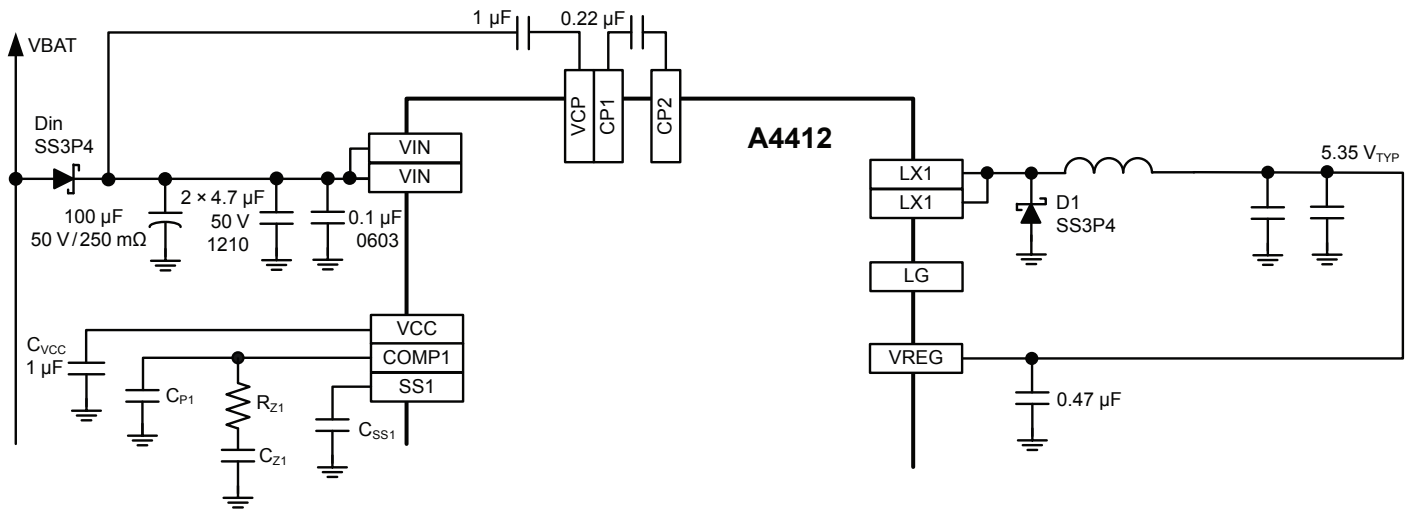 1 µF
0.22 µF
VBAT
VCP
CP1
CP2
A4412
Din
SS3P4
VIN
VIN
100 µF
50 V/250 mΩ
2 × 4.7 µF
50 V
1210
0.1 µF
0603
LX1
LX1
D1
SS3P4
5.35 VTYP
LG
VCC
COMP1
SS1
VREG
CVCC
1 µF
CP1
RZ1
CZ1
CSS1
0.47 µF